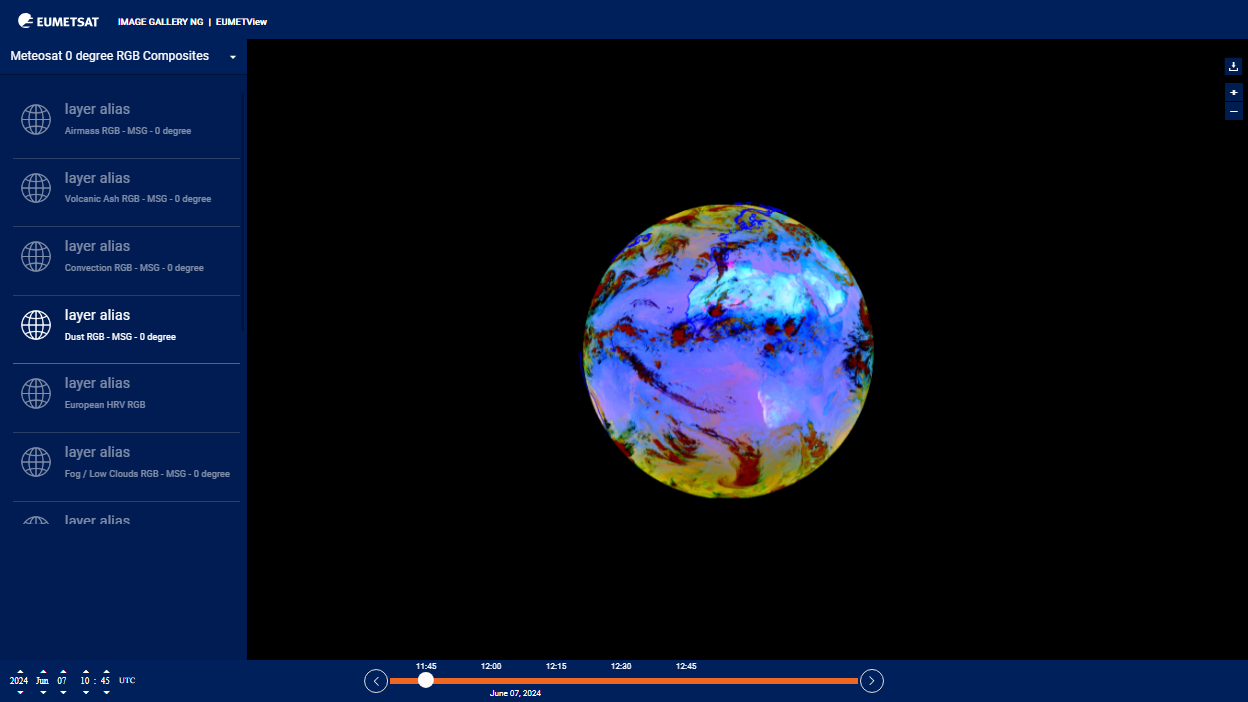 EUMETSAT IMAGE GALLERY NG | EUMETView
Meteosat 0 degree RGB Composites
layer alias
Airmass RGB - MSG - 0 degree
layer alias
Volcanic Ash RGB - MSG - 0 degree
layer alias
Convection RGB - MSG - 0 degree
layer alias
Dust RGB - MSG - 0 degree
layer alias
European HRV RGB
layer alias
Fog / Low Clouds RGB - MSG - 0 degree
layer alias
11:45 12:00 12:15 12:30 12:45
2024 Jun 07 10 : 45 UTC
June 07, 2024